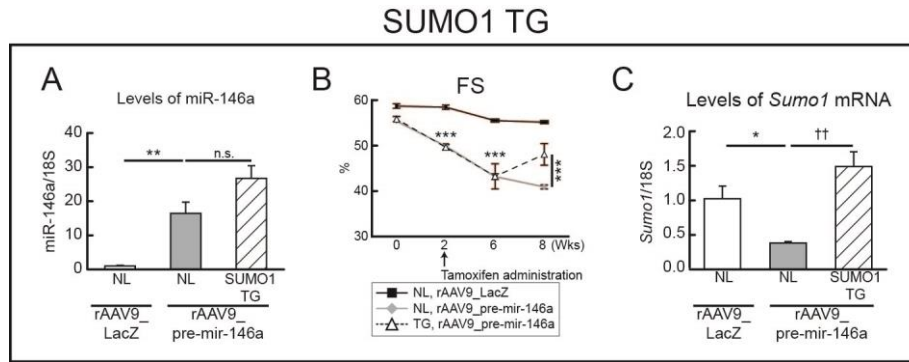 SUMO1 TG
A
Levels of miR-146a
miR-146a/18S
40
30
20
10
0
**
n.s.
NL
NL
SUMO1
TG
rAAV9_
LacZ
rAAV9_
pre-mir-146a
B
FS
%
60
50
40
30
***
***
***
0
2
6
8 (Wks)
Tamoxifen administration
NL, rAAV9_LacZ
NL, rAAV9_pre-mir-146a
TG, rAAV9_pre-mir-146a
C
Levels of Sumo1 mRNA
Sumo1/18S
2.0
1.5
1.0
0.5
0
*
††
NL
NL
SUMO1
TG
rAAV9_
LacZ
rAAV9_
pre-mir-146a